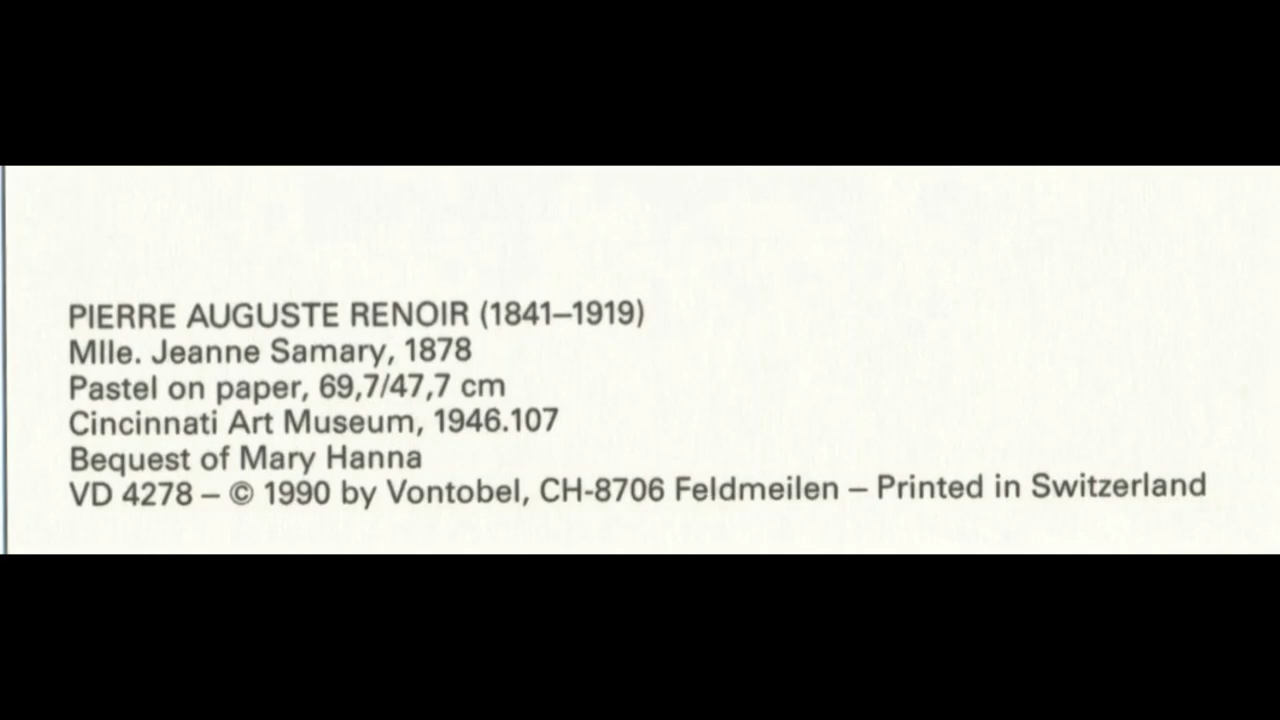 PIERRE AUGUSTE RENOIR (1841–1919)
Mlle. Jeanne Samary, 1878
Pastel on paper, 69,7/47,7 cm
Cincinnati Art Museum, 1946.107
Bequest of Mary Hanna
VD 4278 – © 1990 by Vontobel, CH-8706 Feldmeilen – Printed in Switzerland